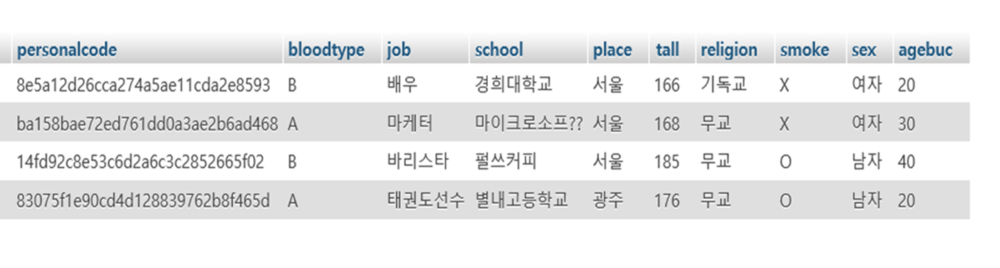 personalcode bloodtype job school place tall religion smoke sex agebuc
8e5a12d26cca274a5ae11cda2e8593 B 배우 경희대학교 서울 166 기독교 X 여자 20
ba158bae72ed761dd0a3ae2b6ad468 A 마케터 마이크로소프?? 서울 168 무교 X 여자 30
14fd92c8e53c6d2a6c3c2852665f02 B 바리스타 펄쓰커피 서울 185 무교 O 남자 40
83075f1e90cd4d128839762b8f465d A 태권도선수 별내고등학교 광주 176 무교 O 남자 20